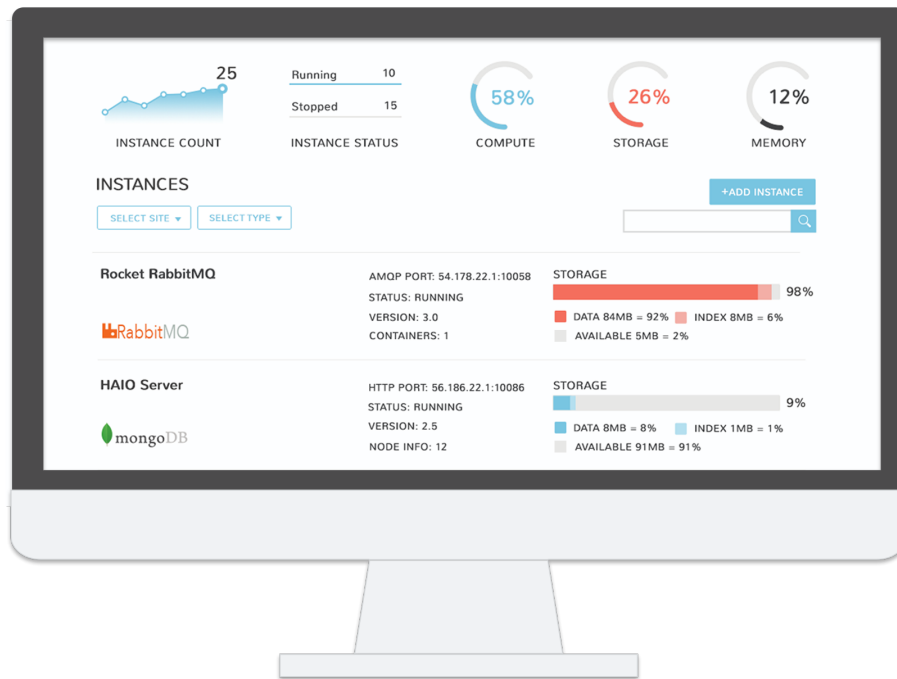 25
INSTANCE COUNT
Running 10
Stopped 15
INSTANCE STATUS
58%
COMPUTE
26%
STORAGE
12%
MEMORY
INSTANCES
+ADD INSTANCE
SELECT SITE
SELECT TYPE
Rocket RabbitMQ
RabbitMQ
AMQP PORT: 54.178.22.1:10058
STATUS: RUNNING
VERSION: 3.0
CONTAINERS: 1
STORAGE
98%
DATA 84MB = 92% INDEX 8MB = 6%
AVAILABLE 5MB = 2%
HAIO Server
mongoDB
HTTP PORT: 56.186.22.1:10086
STATUS: RUNNING
VERSION: 2.5
NODE INFO: 12
STORAGE
9%
DATA 8MB = 8% INDEX 1MB = 1%
AVAILABLE 91MB = 91%